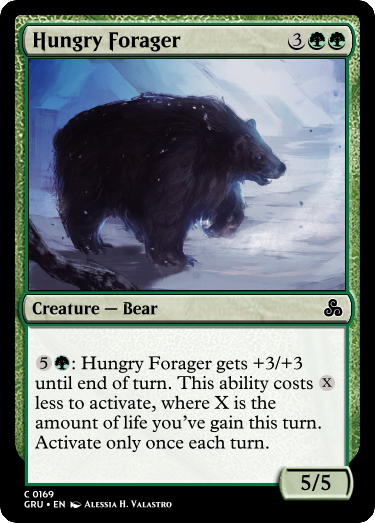 Hungry Forager 3
Creature — Bear
5: Hungry Forager gets +3/+3
until end of turn. This ability costs X
less to activate, where X is the
amount of life you've gain this turn.
Activate only once each turn.
5/5
C 0169
GRU • EN Alessia H. Valastro